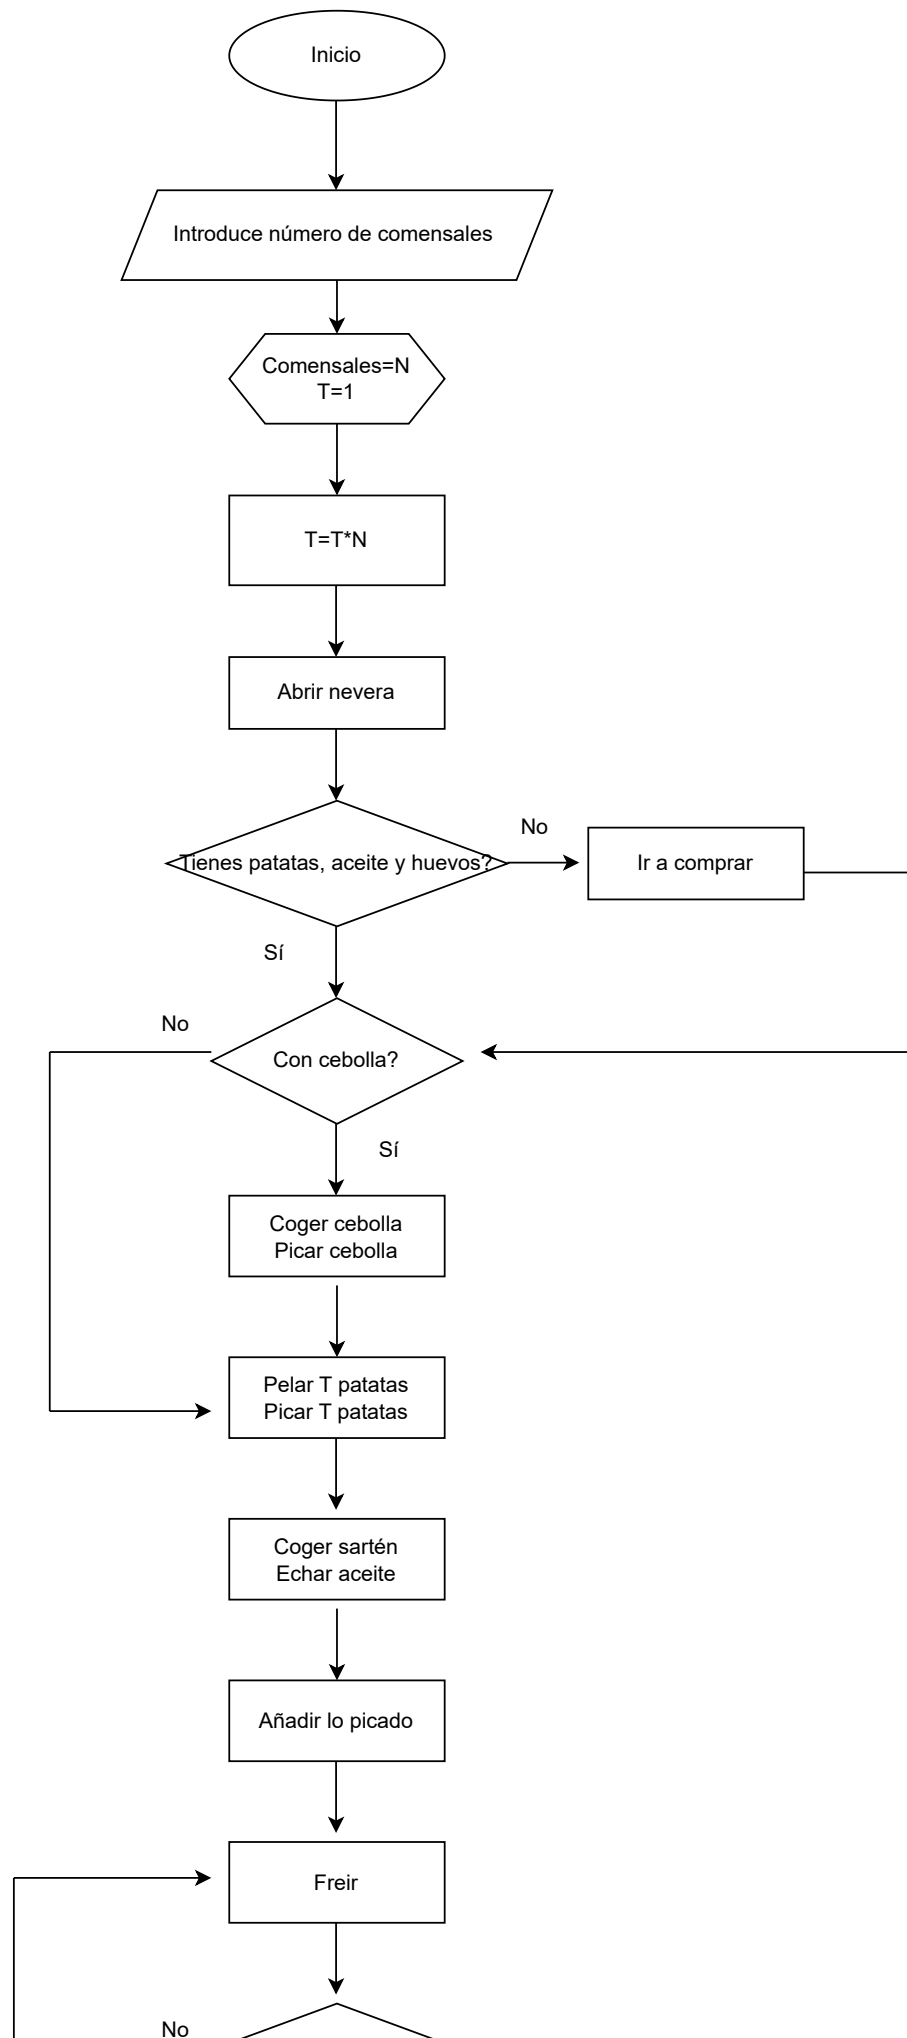 Inicio
Introduce número de comensales
Comensales=N
T=1
T=T*N
Abrir nevera
Tienes patatas, aceite y huevos?
No
Ir a comprar
Sí
No
Con cebolla?
Sí
Coger cebolla
Picar cebolla
Pelar T patatas
Picar T patatas
Coger sartén
Echar aceite
Añadir lo picado
Freir
No